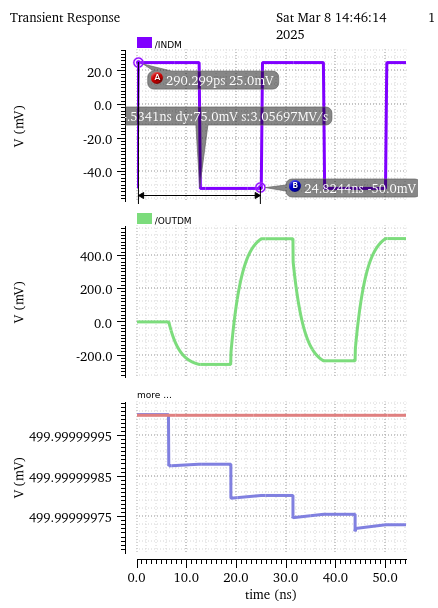 Transient Response
Sat Mar 8 14:46:14 2025
1
/INDM
V (mV)
20.0
0.0
-20.0
-40.0
A 290.299ps 25.0mV
.5341ns dy:75.0mV s:3.05697MV/s
B 24.8244ns -50.0mV
/OUTDM
V (mV)
400.0
200.0
0.0
-200.0
more ...
V (mV)
499.99999995
499.99999985
499.99999975
0.0 10.0 20.0 30.0 40.0 50.0
time (ns)